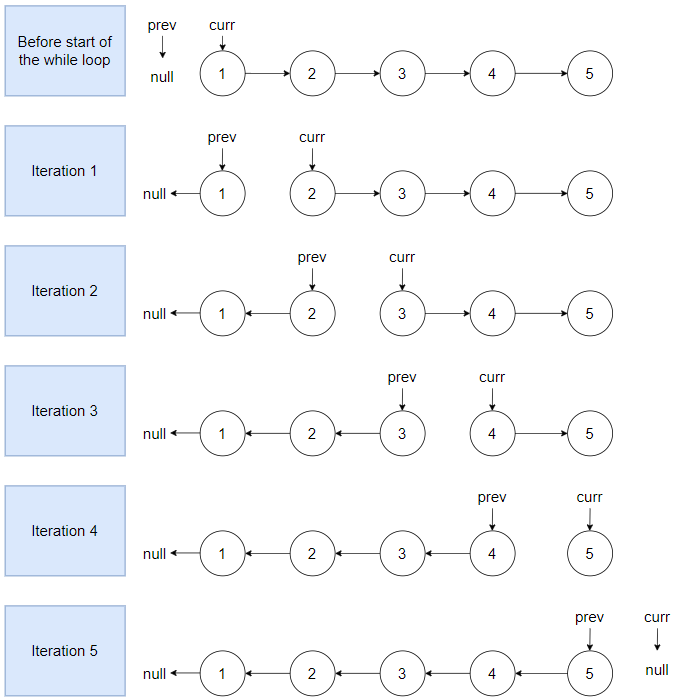 prev curr
Before start of
the while loop
null 1 2 3 4 5
prev curr
Iteration 1
null 1 2 3 4 5
prev curr
Iteration 2
null 1 2 3 4 5
prev curr
Iteration 3
null 1 2 3 4 5
prev curr
Iteration 4
null 1 2 3 4 5
prev curr
Iteration 5
null 1 2 3 4 5 null